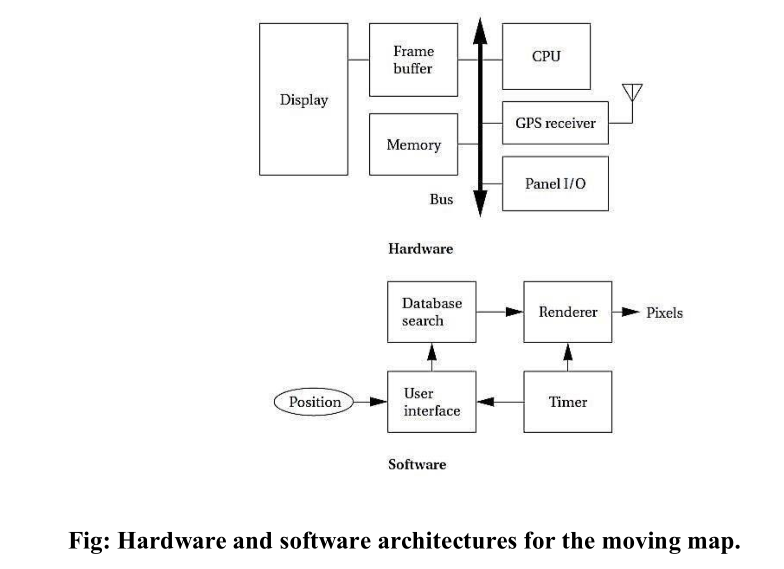 Frame
buffer
CPU
Display
GPS receiver
Memory
Panel I/O
Bus
Hardware
Database
search
Renderer
Pixels
Position
User
interface
Timer
Software
Fig: Hardware and software architectures for the moving map.